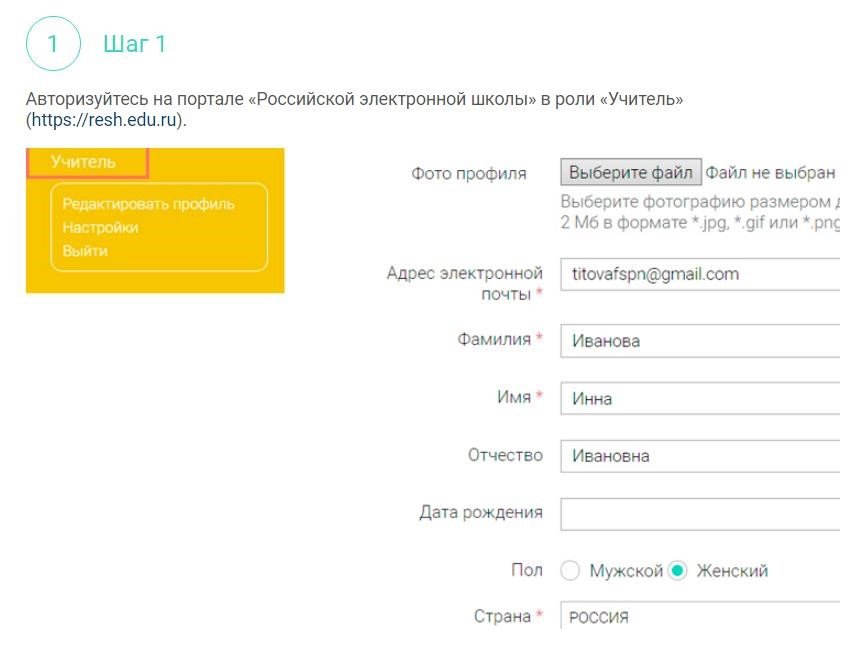 1 Шаг 1
Авторизуйтесь на портале «Российской электронной школы» в роли «Учитель»
(https://resh.edu.ru).
Учитель
Редактировать профиль
Настройки
Выйти
Фото профиля Выберите файл Файл не выбран
Выберите фотографию размером д
2 Мб в формате *.jpg, *.gif или *.png
Адрес электронной
почты * titovafspn@gmail.com
Фамилия * Иванова
Имя * Инна
Отчество Ивановна
Дата рождения
Пол Мужской Женский
Страна * РОССИЯ